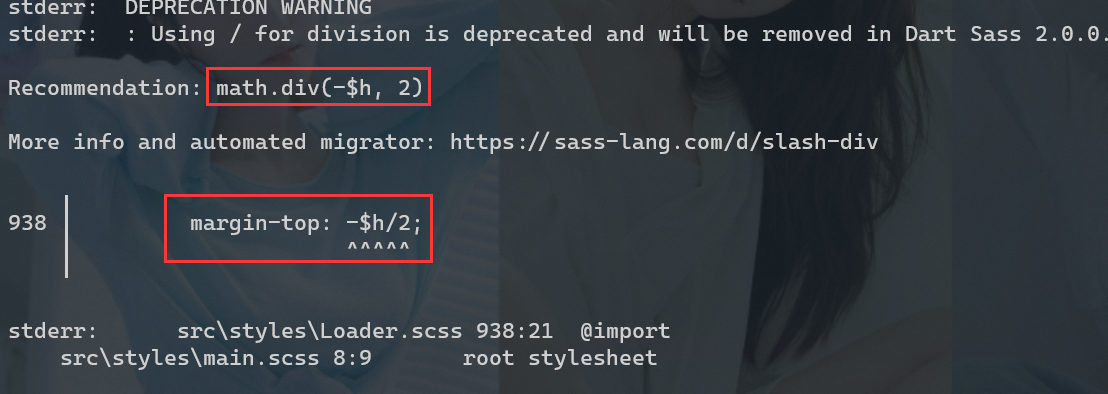 stderr: DEPRECATION WARNING
stderr: : Using / for division is deprecated and will be removed in Dart Sass 2.0.0.
Recommendation: math.div(-$h, 2)
More info and automated migrator: https://sass-lang.com/d/slash-div
938 | margin-top: -$h/2;
^^^^^
stderr: src\styles\Loader.scss 938:21 @import
src\styles\main.scss 8:9 root stylesheet